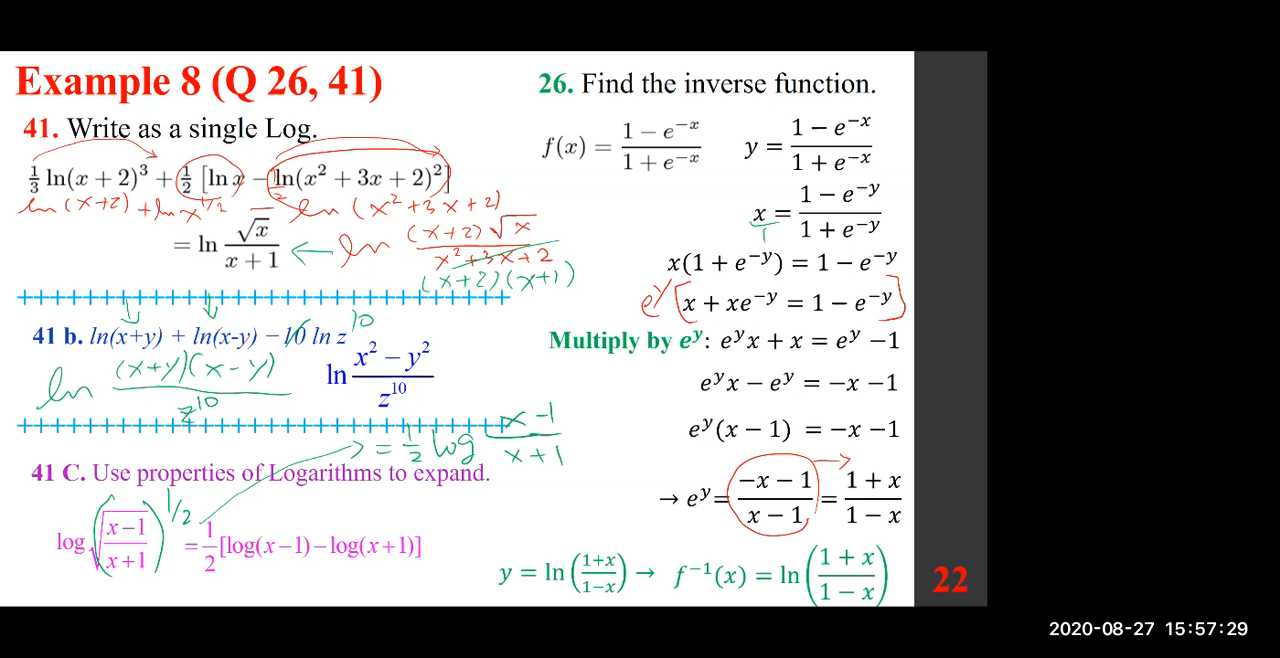 Example 8 (Q 26, 41)
41. Write as a single Log.
1/3 ln(x + 2)³ + 1/2 [ln x − ln(x² + 3x + 2)²]
ln (x+2) + ln x^1/2 − ln (x² + 3x + 2)
= ln √x / (x + 1) ← ln (x+2) √x / (x² + 3x + 2)
(x+2) (x+1)
41 b. ln(x+y) + ln(x-y) − 10 ln z^10
ln (x+y)(x−y) / z^10
ln (x² − y²) / z^10
= 1/2 log (x−1) / (x+1)
41 C. Use properties of Logarithms to expand.
log (√((x−1)/(x+1)))^1/2 = 1/2 [log(x−1)−log(x+1)]
26. Find the inverse function.
f(x) = (1 − e^−x) / (1 + e^−x)
y = (1 − e^−x) / (1 + e^−x)
x/1 = (1 − e^−y) / (1 + e^−y)
x(1 + e^−y) = 1 − e^−y
e^y [x + xe^−y = 1 − e^−y]
Multiply by e^y: e^y x + x = e^y −1
e^y x − e^y = −x −1
e^y (x − 1) = −x −1
→ e^y = (−x − 1) / (x − 1) = (1 + x) / (1 − x)
y = ln((1+x)/(1−x)) → f⁻¹(x) = ln((1 + x)/(1 − x))
22
2020-08-27 15:57:29